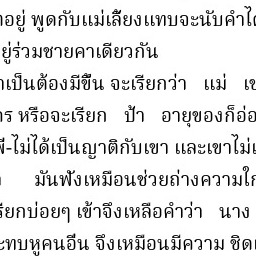 อยู่ พูดกับแม่เลี้ยงแทบจะนับคำได้
ยู่ร่วมชายคาเดียวกัน
เป็นต้องมีขึ้น จะเรียกว่า แม่ เข
ร หรือจะเรียก ป้า อายุของก็อ่อ
-ไม่ได้เป็นญาติกับเขา และเขาไม่
มันฟังเหมือนช่วยถ่างความใก
รียกบ่อยๆ เข้าจึงเหลือคำว่า นาง
ะทบหูคนอื่น จึงเหมือนมีความ ชิดเ